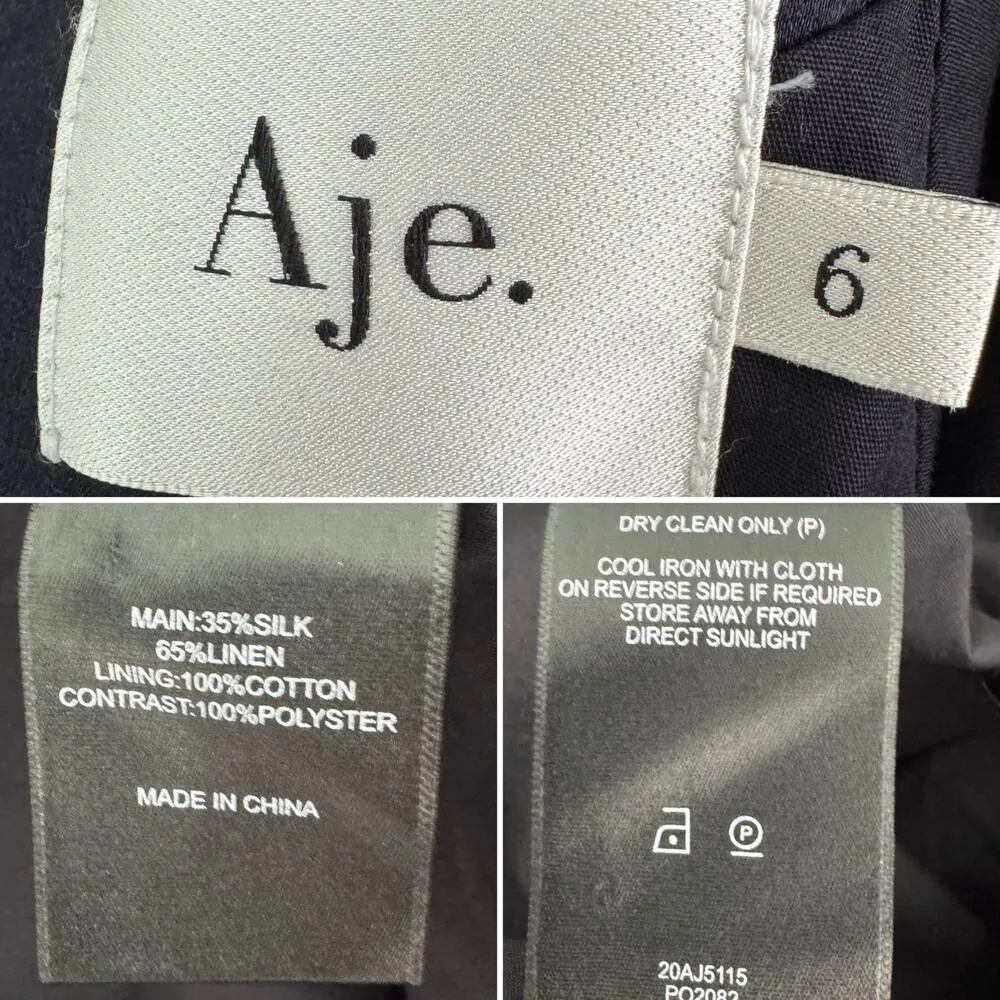 Aje.
6
MAIN:35%SILK
65%LINEN
LINING:100%COTTON
CONTRAST:100%POLYSTER
MADE IN CHINA
DRY CLEAN ONLY (P)
COOL IRON WITH CLOTH
ON REVERSE SIDE IF REQUIRED
STORE AWAY FROM
DIRECT SUNLIGHT
P
20AJ5115
PO2082